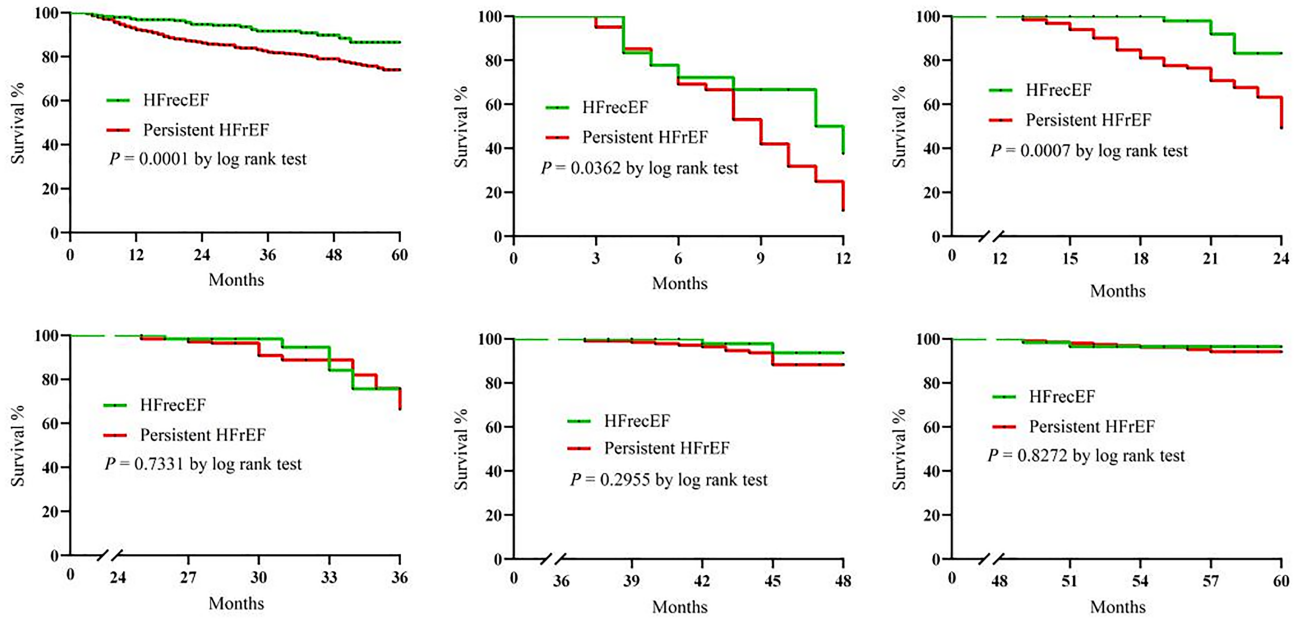 100
80
60
40
20
0
Survival %
HFrecEF
Persistent HFrEF
P = 0.0001 by log rank test
0 12 24 36 48 60
Months
100
80
60
40
20
0
Survival %
HFrecEF
Persistent HFrEF
P = 0.0362 by log rank test
0 3 6 9 12
Months
100
80
60
40
20
0
Survival %
HFrecEF
Persistent HFrEF
P = 0.0007 by log rank test
0 12 15 18 21 24
Months
100
80
60
40
20
0
Survival %
HFrecEF
Persistent HFrEF
P = 0.7331 by log rank test
0 24 27 30 33 36
Months
100
80
60
40
20
0
Survival %
HFrecEF
Persistent HFrEF
P = 0.2955 by log rank test
0 36 39 42 45 48
Months
100
80
60
40
20
0
Survival %
HFrecEF
Persistent HFrEF
P = 0.8272 by log rank test
0 48 51 54 57 60
Months